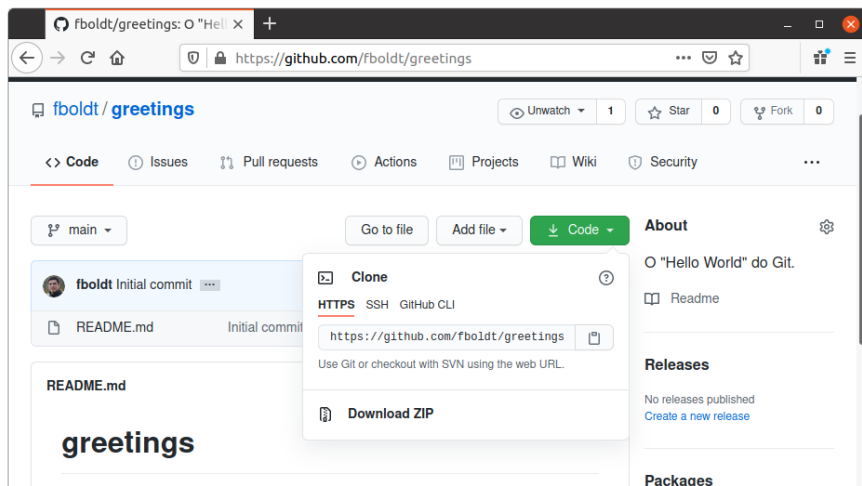 fboldt/greetings: O "Hell
https://github.com/fboldt/greetings
fboldt / greetings
Unwatch 1 Star 0 Fork 0
Code Issues Pull requests Actions Projects Wiki Security
main Go to file Add file Code
About
O "Hello World" do Git.
Readme
Clone
HTTPS SSH GitHub CLI
https://github.com/fboldt/greetings
Use Git or checkout with SVN using the web URL.
Download ZIP
fboldt Initial commit
README.md Initial commit
README.md
greetings
Releases
No releases published
Create a new release
Packages